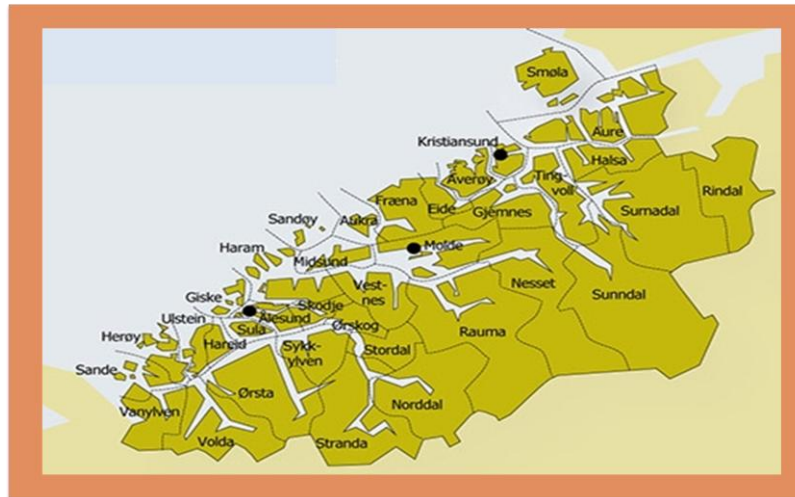 Smøla
Aure
Kristiansund
Halsa
Averøy
Ting-
voll
Rindal
Fræna
Eide
Gjemnes
Surnadal
Sandøy
Aukra
Molde
Haram
Midsund
Vest-
nes
Nesset
Sunndal
Giske
Skodje
Ulstein
Ålesund
Ørskog
Herøy
Sula
Hareid
Rauma
Sykk-
ylven
Stordal
Sande
Ørsta
Norddal
Vanylven
Volda
Stranda